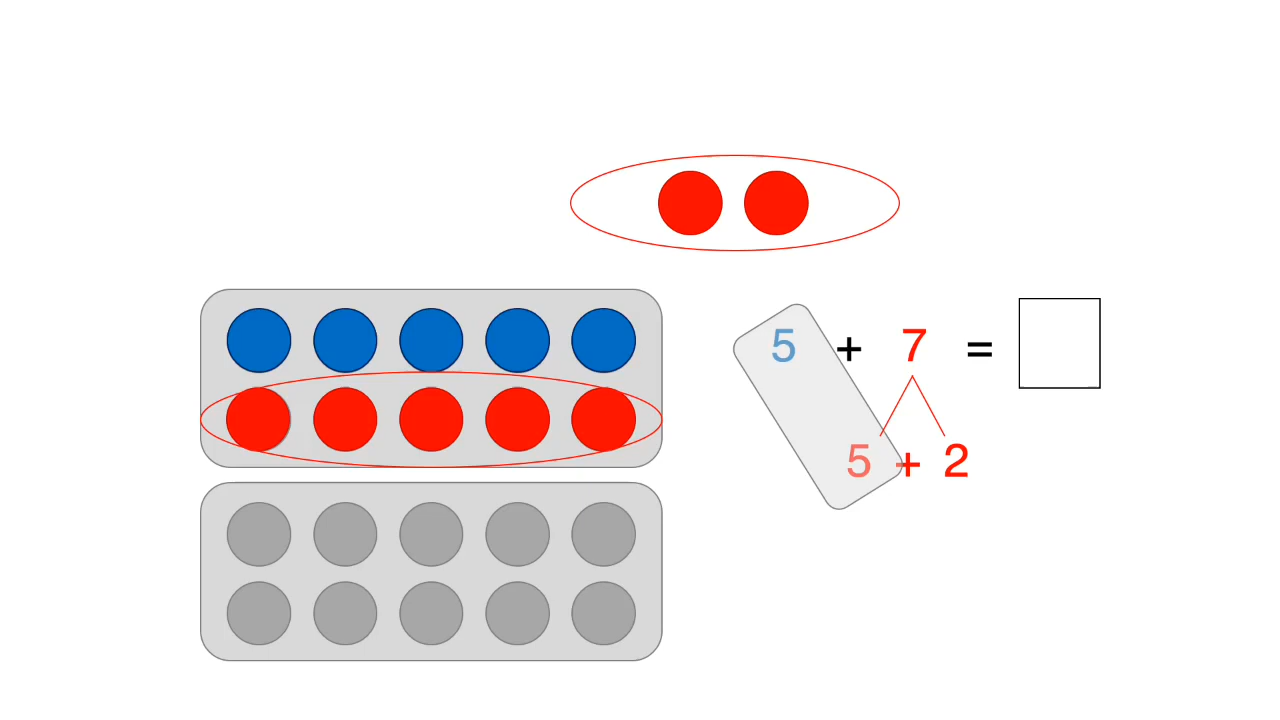 5 + 7 =
5 + 2